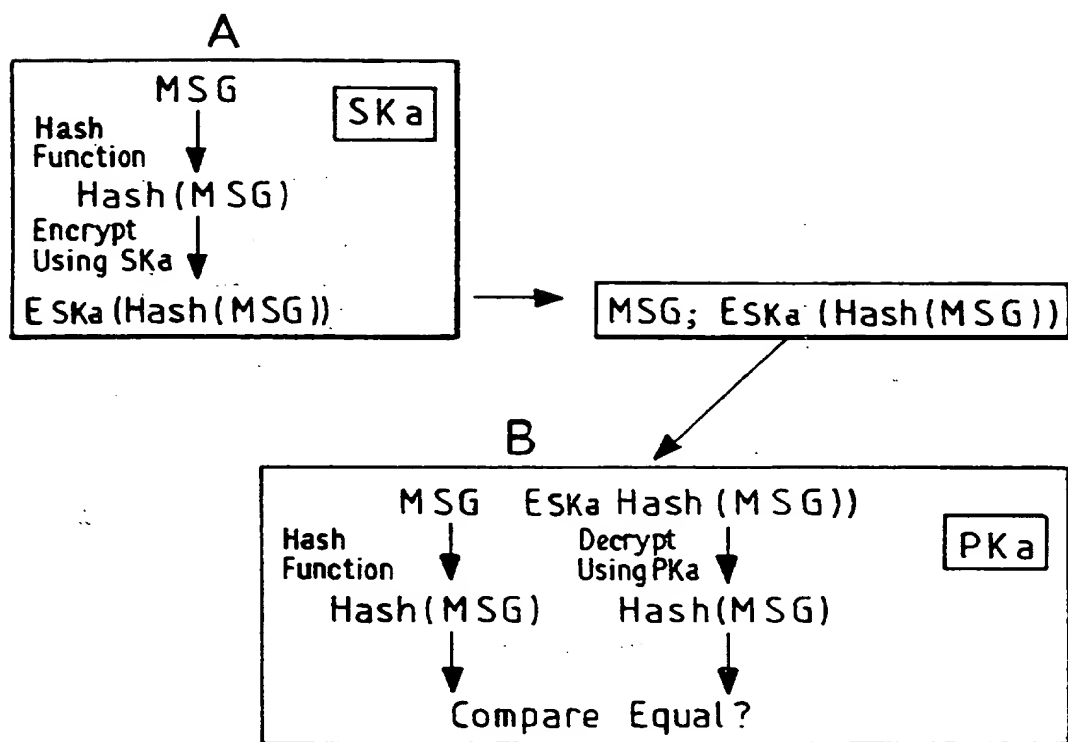 A
MSG
SKa
Hash
Function
Hash(MSG)
Encrypt
Using SKa
ESKa(Hash(MSG))
MSG; ESKa (Hash(MSG))
B
MSG ESKa Hash(MSG))
Hash
Function
Decrypt
Using PKa
PKa
Hash(MSG) Hash(MSG)
Compare Equal?